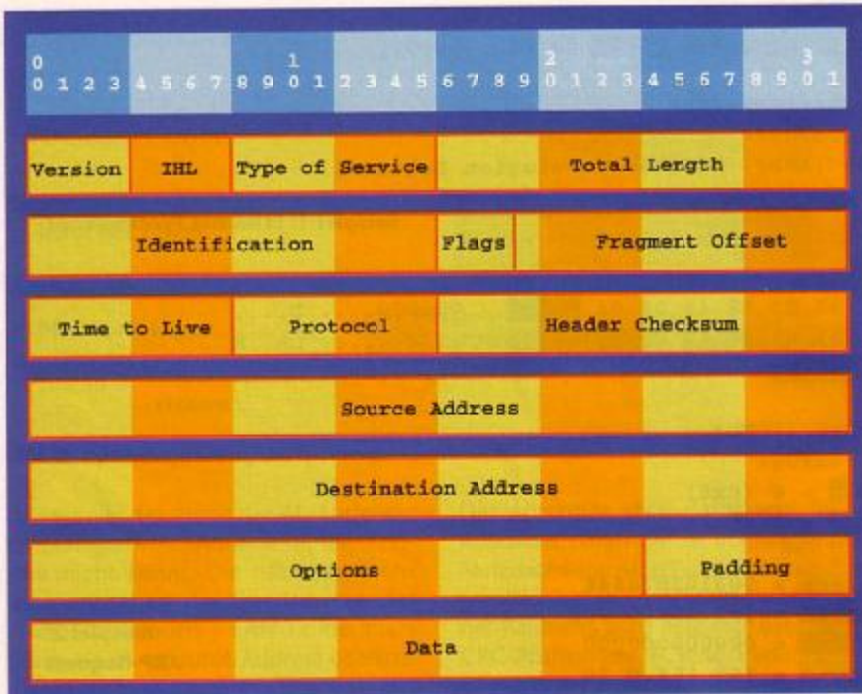 0 1 2 3
0 1 2 3 4 5 6 7 8 9 0 1 2 3 4 5 6 7 8 9 0 1 2 3 4 5 6 7 8 9 0 1
Version IHL Type of Service Total Length
Identification Flags Fragment Offset
Time to Live Protocol Header Checksum
Source Address
Destination Address
Options Padding
Data